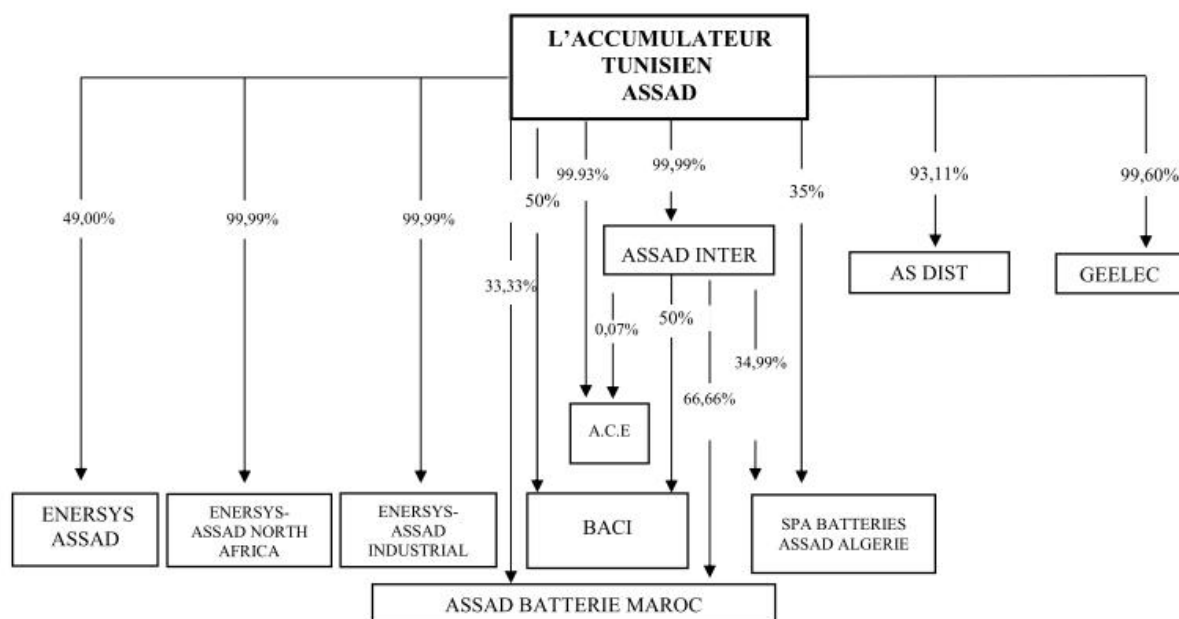 L'ACCUMULATEUR
TUNISIEN
ASSAD
49,00%
99,99%
99,99%
33,33%
50%
99.93%
99,99%
35%
93,11%
99,60%
ASSAD INTER
AS DIST
GEELEC
0,07%
50%
66,66%
34,99%
A.C.E
ENERSYS
ASSAD
ENERSYS-
ASSAD NORTH
AFRICA
ENERSYS-
ASSAD
INDUSTRIAL
BACI
SPA BATTERIES
ASSAD ALGERIE
ASSAD BATTERIE MAROC